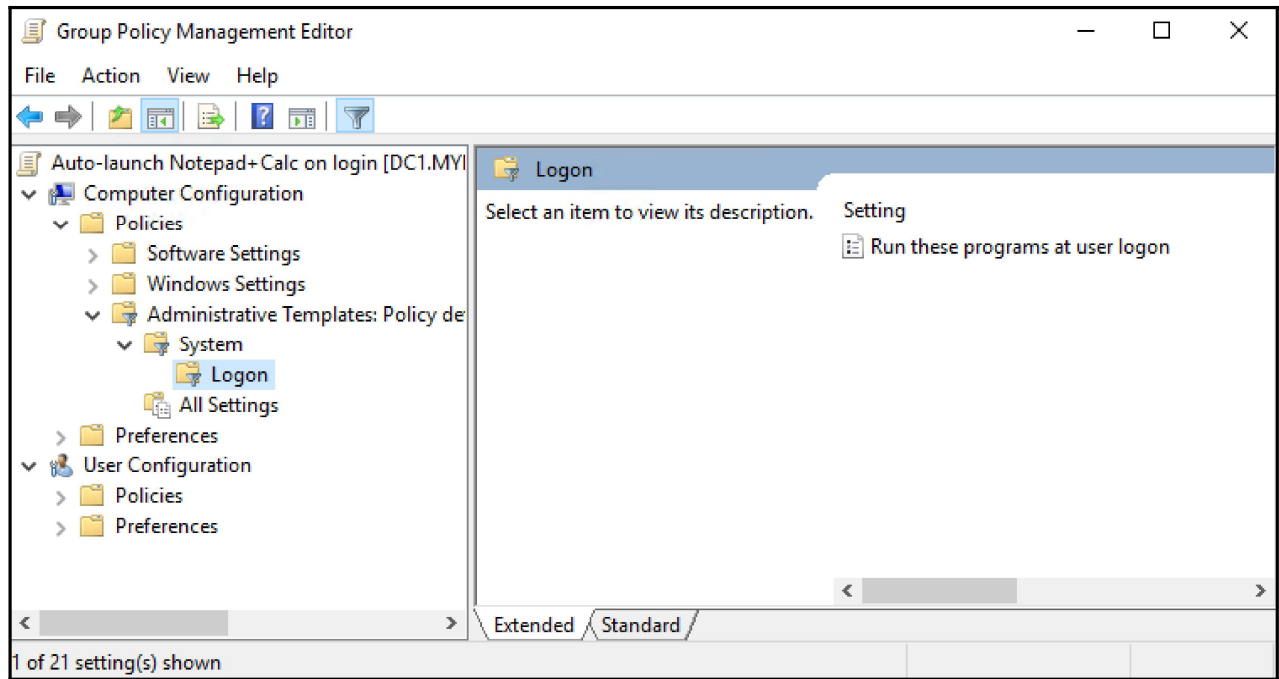 Group Policy Management Editor
File Action View Help
Auto-launch Notepad+Calc on login [DC1.MYI
Computer Configuration
Policies
Software Settings
Windows Settings
Administrative Templates: Policy de
System
Logon
All Settings
Preferences
User Configuration
Policies
Preferences
Logon
Select an item to view its description.
Setting
Run these programs at user logon
Extended Standard
1 of 21 setting(s) shown